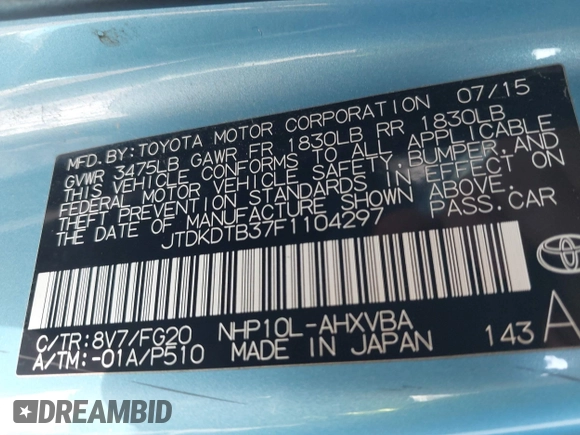 MFD.BY:TOYOTA MOTOR CORPORATION 07/15
GVWR 3475LB GAWR FR 1830LB RR 1830LB
THIS VEHICLE CONFORMS TO ALL APPLICABLE
FEDERAL MOTOR VEHICLE SAFETY,BUMPER,AND
THEFT PREVENTION STANDARDS IN EFFECT ON
THE DATE OF MANUFACTURE SHOWN ABOVE.
JTDKDTB37F1104297 PASS.CAR
C/TR:8V7/FG20 NHP10L-AHXVBA
A/TM:-01A/P510 MADE IN JAPAN 143 A
DREAMBID